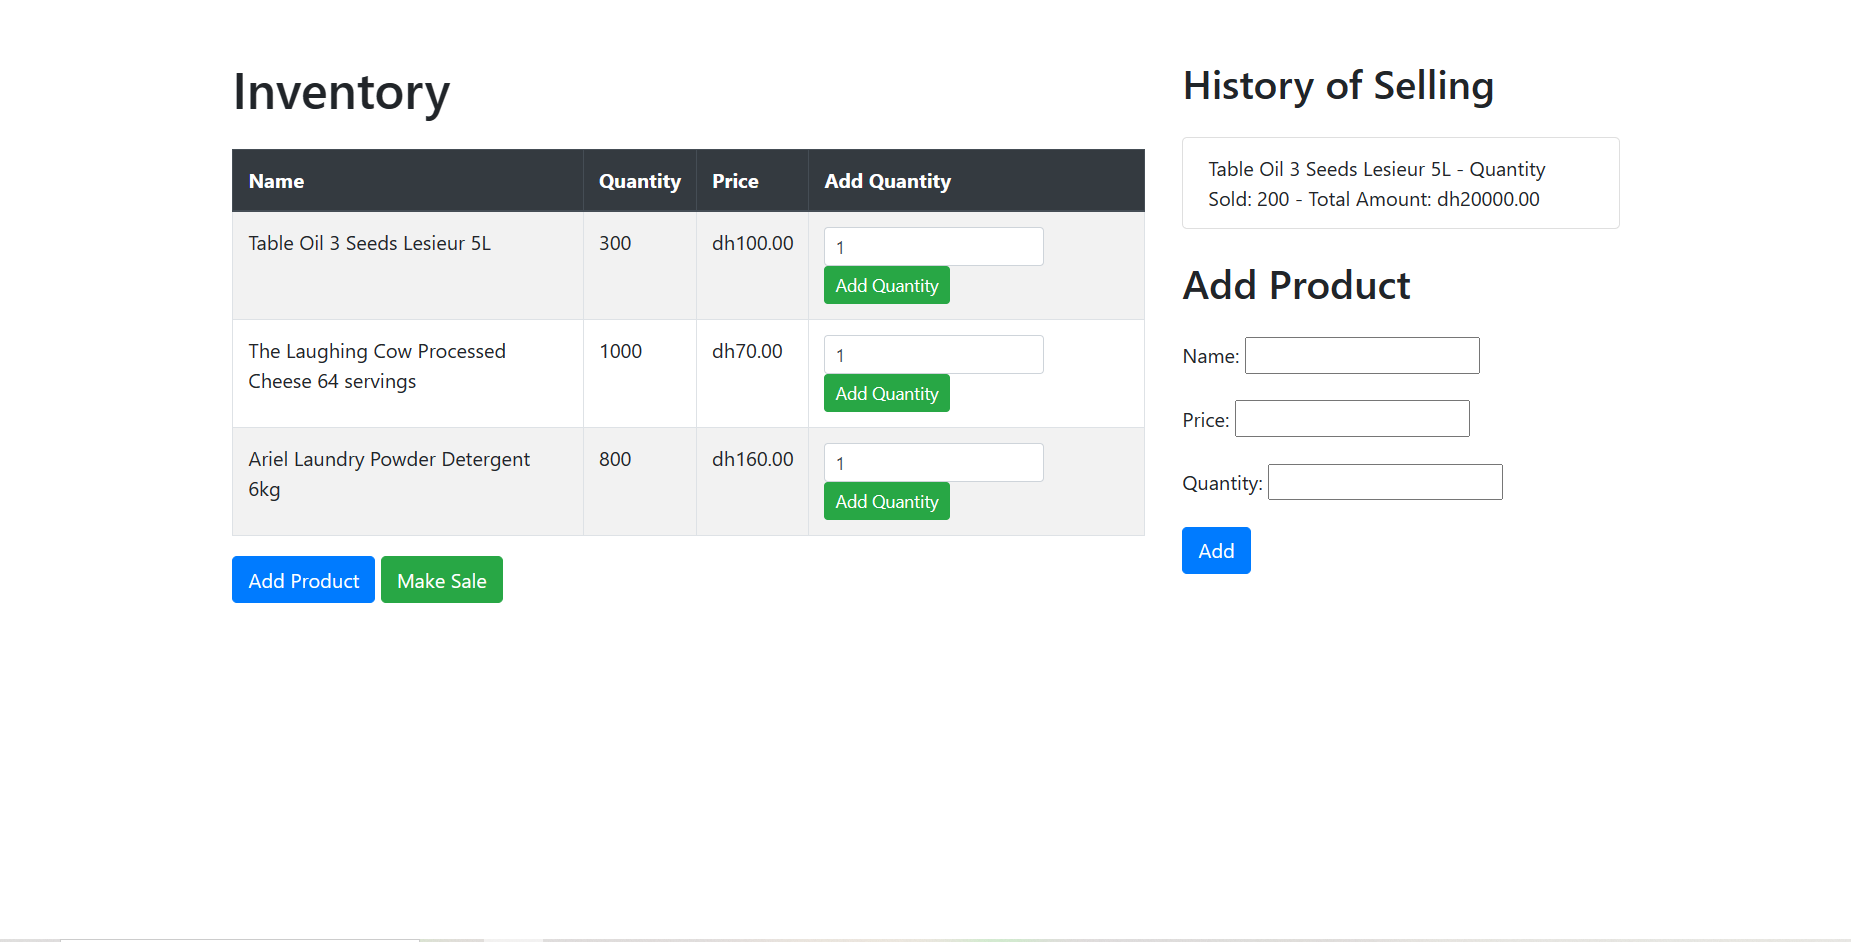 Inventory
Name Quantity Price Add Quantity
Table Oil 3 Seeds Lesieur 5L 300 dh100.00 1
Add Quantity
The Laughing Cow Processed 1000 dh70.00 1
Cheese 64 servings
Add Quantity
Ariel Laundry Powder Detergent 800 dh160.00 1
6kg
Add Quantity
Add Product Make Sale
History of Selling
Table Oil 3 Seeds Lesieur 5L - Quantity
Sold: 200 - Total Amount: dh20000.00
Add Product
Name:
Price:
Quantity:
Add